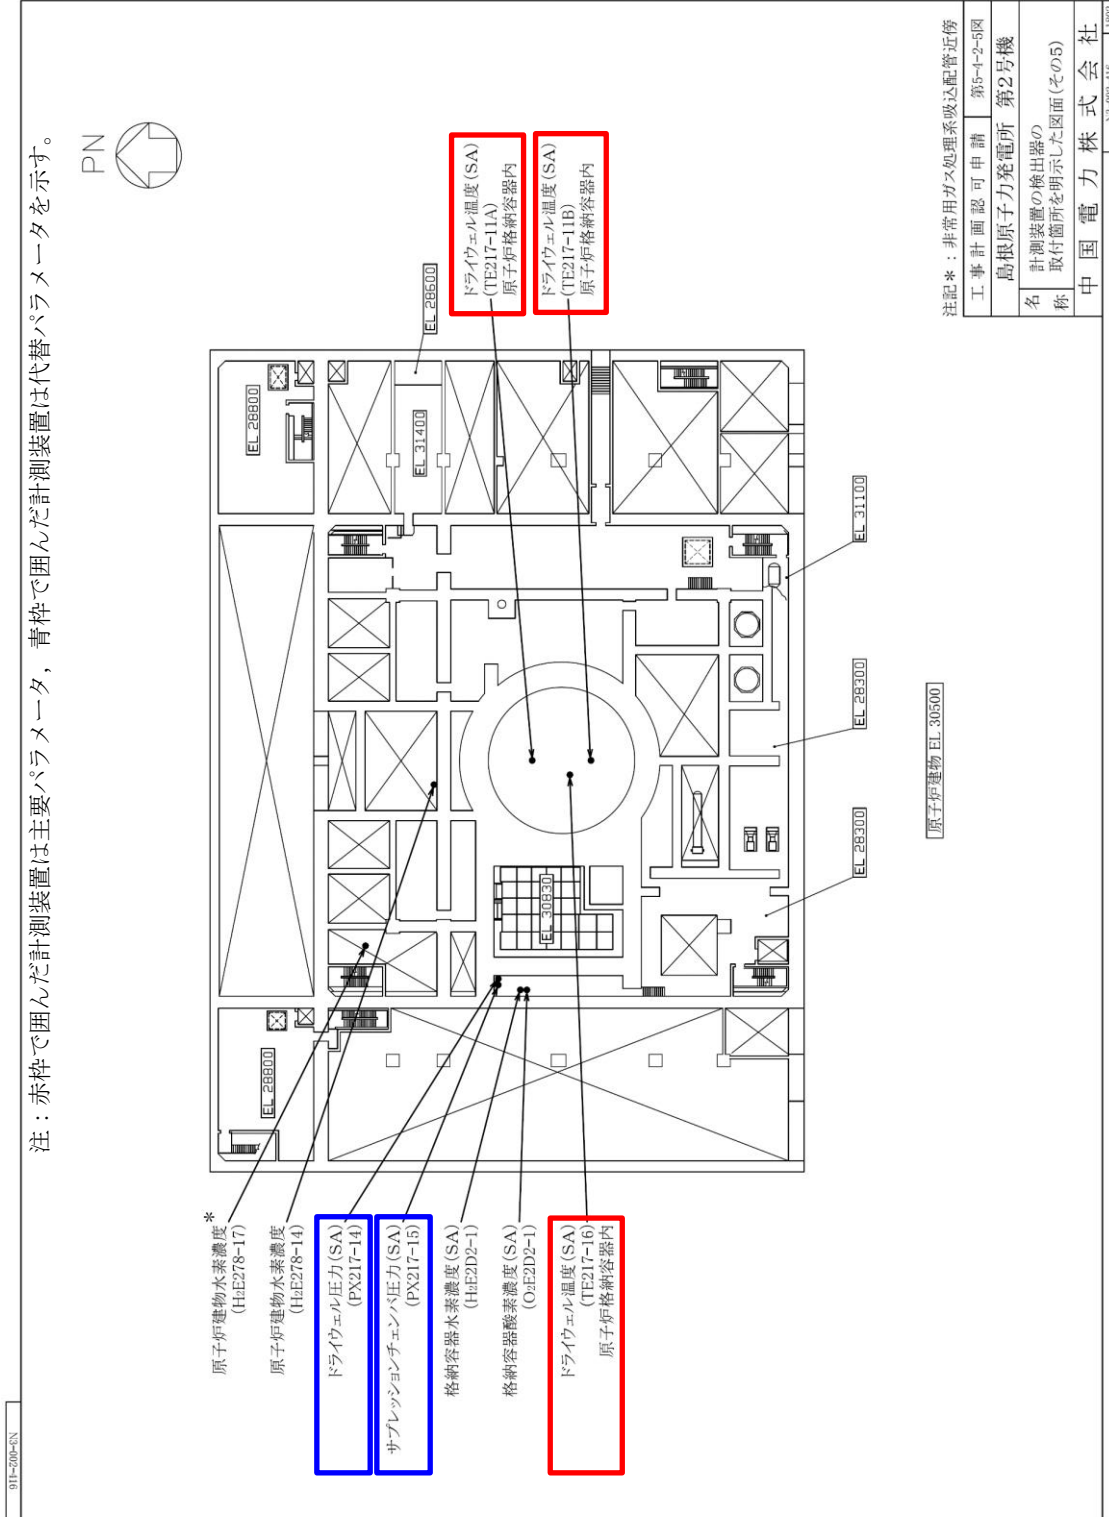 注：赤枠で囲んだ計測装置は主要パラメータ，青枠で囲んだ計測装置は代替パラメータを示す。
PN
原子炉建物水素濃度*
(H₂E278-17)
原子炉建物水素濃度
(H₂E278-14)
ドライウェル圧力(SA)
(PX217-14)
サプレッションチェンバ圧力(SA)
(PX217-15)
格納容器水素濃度(SA)
(H₂E2D2-1)
格納容器酸素濃度(SA)
(O₂E2D2-1)
ドライウェル温度(SA)
(TE217-16)
原子炉格納容器内
EL 28800
EL 30830
EL 28800
EL 31400
EL 28600
ドライウェル温度(SA)
(TE217-11A)
原子炉格納容器内
ドライウェル温度(SA)
(TE217-11B)
原子炉格納容器内
EL 28300
EL 28300
EL 31100
原子炉建物 EL 30500
注記*：非常用ガス処理系吸込配管近傍
工事計画認可申請 第5-4-2-5図
島根原子力発電所 第2号機
名称
計測装置の検出器の
取付箇所を明示した図面(その5)
中国電力株式会社
N3-002-416